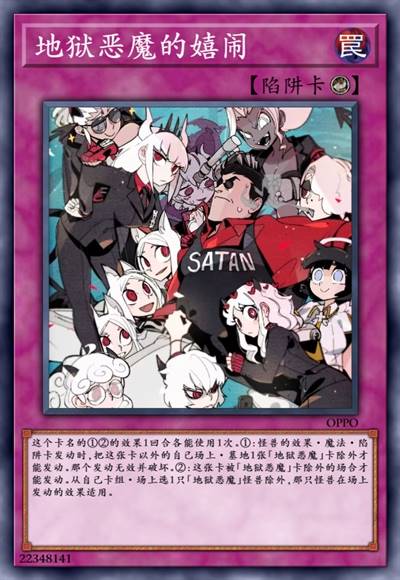 地狱恶魔的嬉闹
罠
【陷阱卡】
SATAN
OPPO
这个卡名的①②的效果1回合各能使用1次。①:怪兽的效果·魔法·陷
阱卡发动时,把这张卡以外的自己场上·墓地1张「地狱恶魔」卡除外才
能发动。那个发动无效并破坏。②:这张卡被「地狱恶魔」卡除外的场合才
能发动。从自己卡组·场上选1只「地狱恶魔」怪兽除外,那只怪兽在场上
发动的效果适用。
22348141